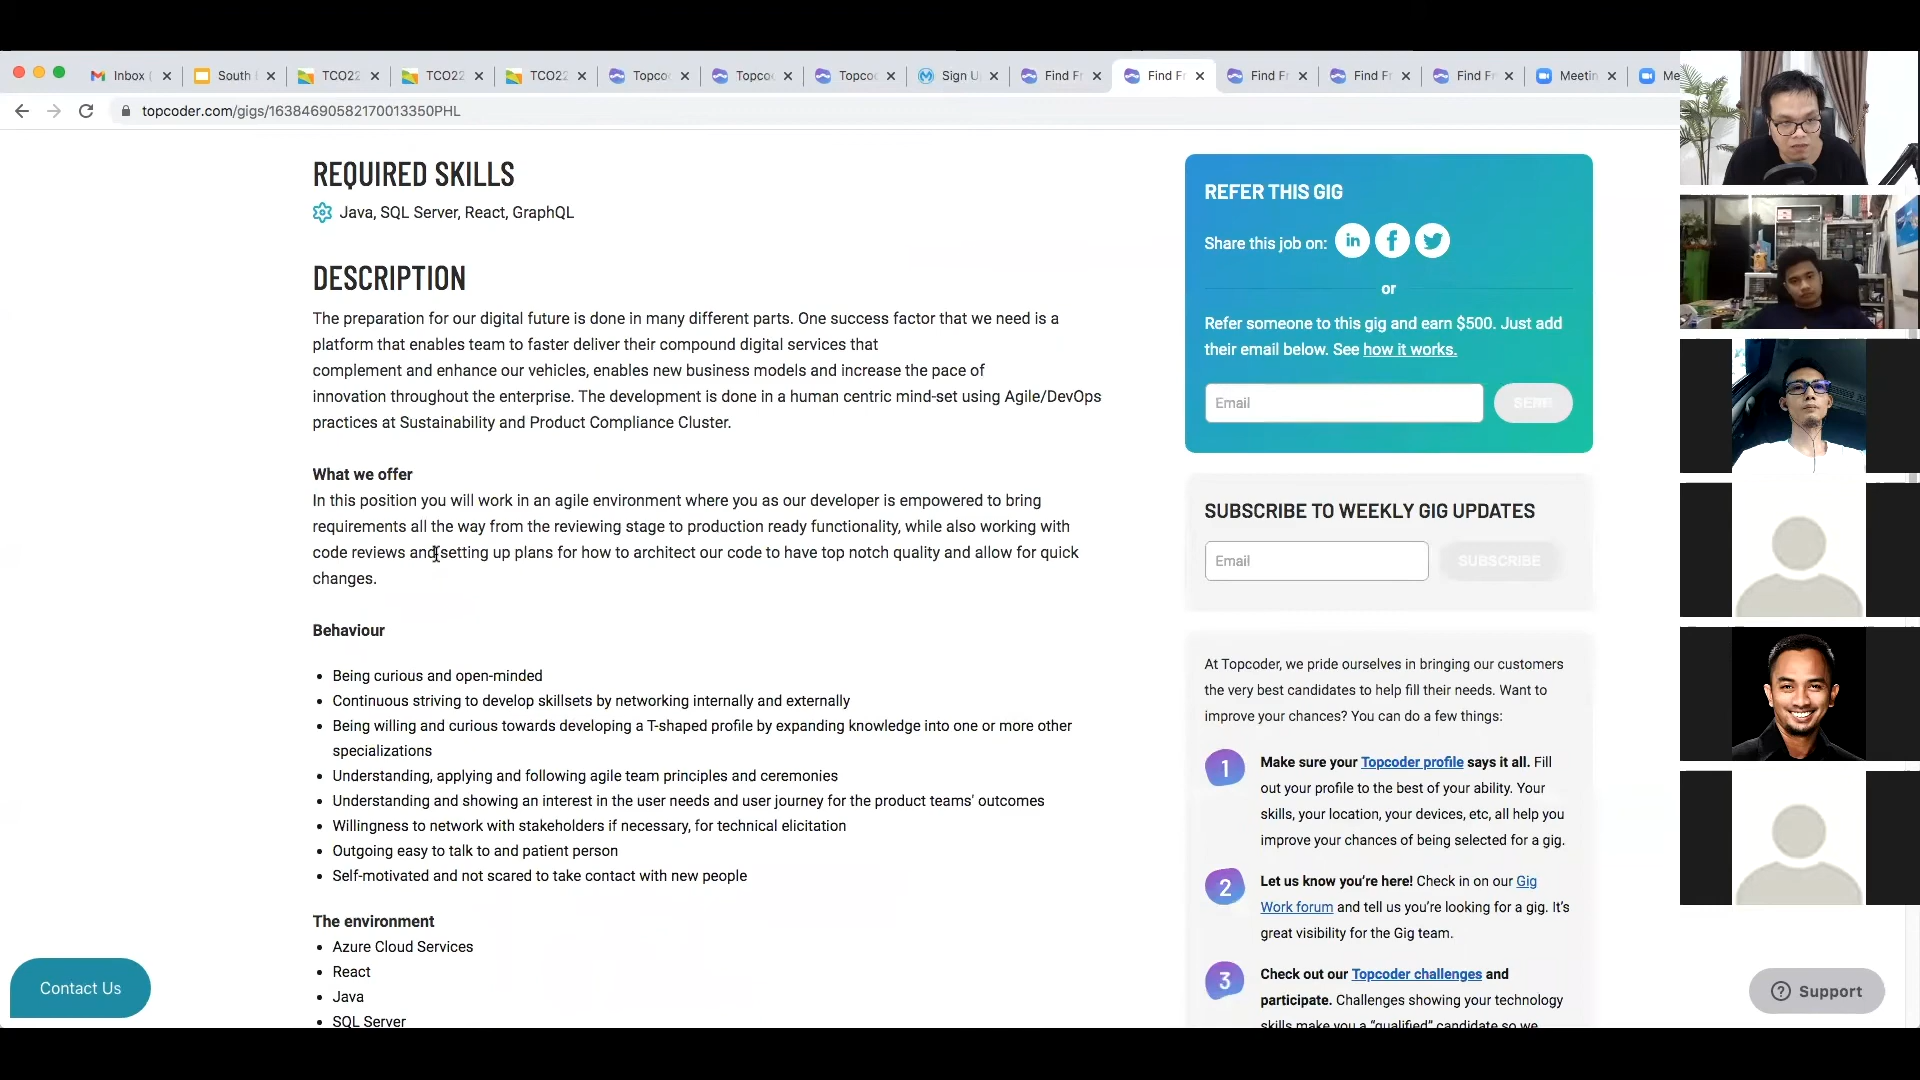 Inbox (
South
TCO22
TCO22
TCO22
Topco
Topco
Topco
Sign U
Find Fr
Find Fr
Find Fr
Find Fr
Find Fr
Meetin
Me
topcoder.com/gigs/16384690582170013350PHL
REQUIRED SKILLS
Java, SQL Server, React, GraphQL
DESCRIPTION
The preparation for our digital future is done in many different parts. One success factor that we need is a
platform that enables team to faster deliver their compound digital services that
complement and enhance our vehicles, enables new business models and increase the pace of
innovation throughout the enterprise. The development is done in a human centric mind-set using Agile/DevOps
practices at Sustainability and Product Compliance Cluster.
What we offer
In this position you will work in an agile environment where you as our developer is empowered to bring
requirements all the way from the reviewing stage to production ready functionality, while also working with
code reviews and setting up plans for how to architect our code to have top notch quality and allow for quick
changes.
Behaviour
• Being curious and open-minded
• Continuous striving to develop skillsets by networking internally and externally
• Being willing and curious towards developing a T-shaped profile by expanding knowledge into one or more other
specializations
• Understanding, applying and following agile team principles and ceremonies
• Understanding and showing an interest in the user needs and user journey for the product teams' outcomes
• Willingness to network with stakeholders if necessary, for technical elicitation
• Outgoing easy to talk to and patient person
• Self-motivated and not scared to take contact with new people
The environment
• Azure Cloud Services
• React
• Java
• SQL Server
Contact Us
REFER THIS GIG
Share this job on:
or
Refer someone to this gig and earn $500. Just add
their email below. See how it works.
Email
SUBSCRIBE TO WEEKLY GIG UPDATES
Email
SUBSCRIBE
At Topcoder, we pride ourselves in bringing our customers
the very best candidates to help fill their needs. Want to
improve your chances? You can do a few things:
1
Make sure your Topcoder profile says it all. Fill
out your profile to the best of your ability. Your
skills, your location, your devices, etc, all help you
improve your chances of being selected for a gig.
2
Let us know you're here! Check in on our Gig
Work forum and tell us you're looking for a gig. It's
great visibility for the Gig team.
3
Check out our Topcoder challenges and
participate. Challenges showing your technology
skills make you a "qualified" candidate so we
Support